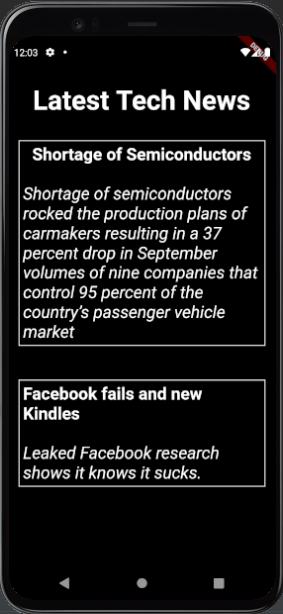 12:03
DEBUG
Latest Tech News
Shortage of Semiconductors
Shortage of semiconductors
rocked the production plans of
carmakers resulting in a 37
percent drop in September
volumes of nine companies that
control 95 percent of the
country's passenger vehicle
market
Facebook fails and new
Kindles
Leaked Facebook research
shows it knows it sucks.